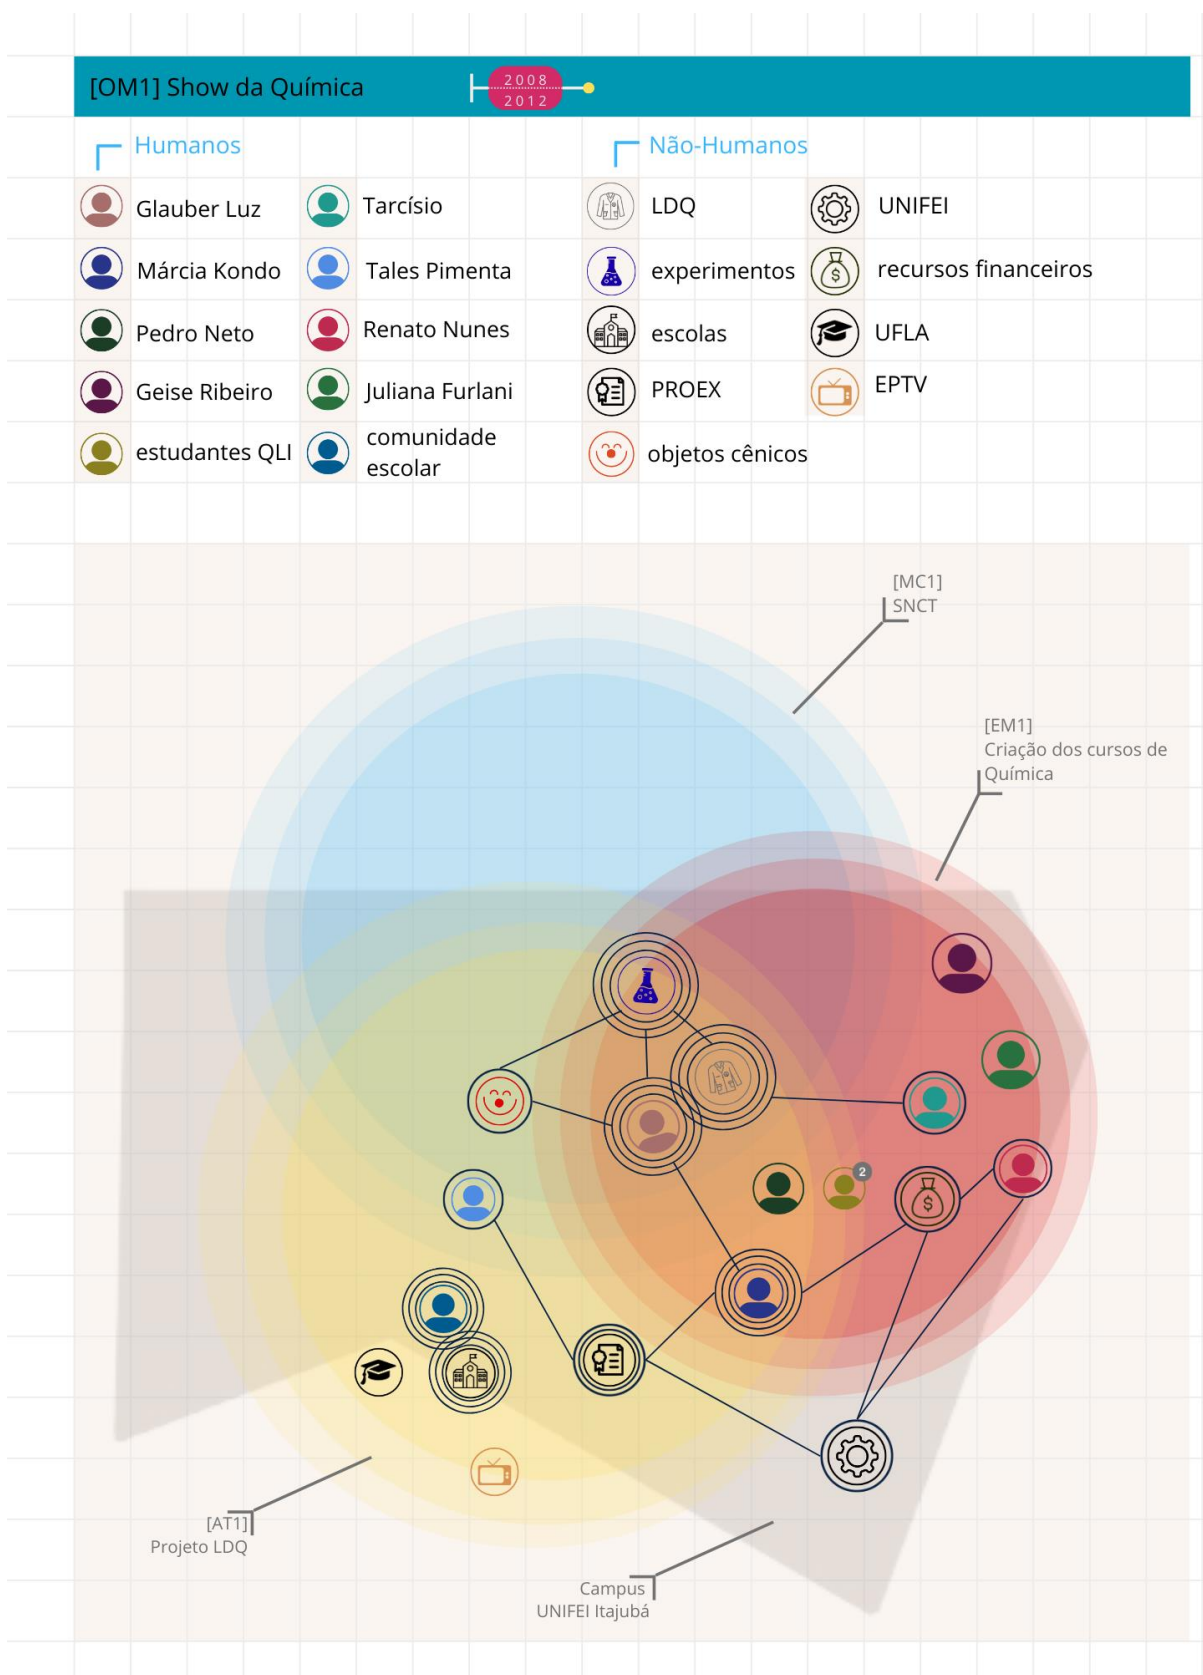 [OM1] Show da Química
2008
2012
Humanos
Não-Humanos
Glauber Luz
Tarcísio
LDQ
UNIFEI
Márcia Kondo
Tales Pimenta
experimentos
recursos financeiros
Pedro Neto
Renato Nunes
escolas
UFLA
Geise Ribeiro
Juliana Furlani
PROEX
EPTV
estudantes QLI
comunidade
escolar
objetos cênicos
[MC1]
SNCT
[EM1]
Criação dos cursos de
Química
2
$
[AT1]
Projeto LDQ
Campus
UNIFEI Itajubá